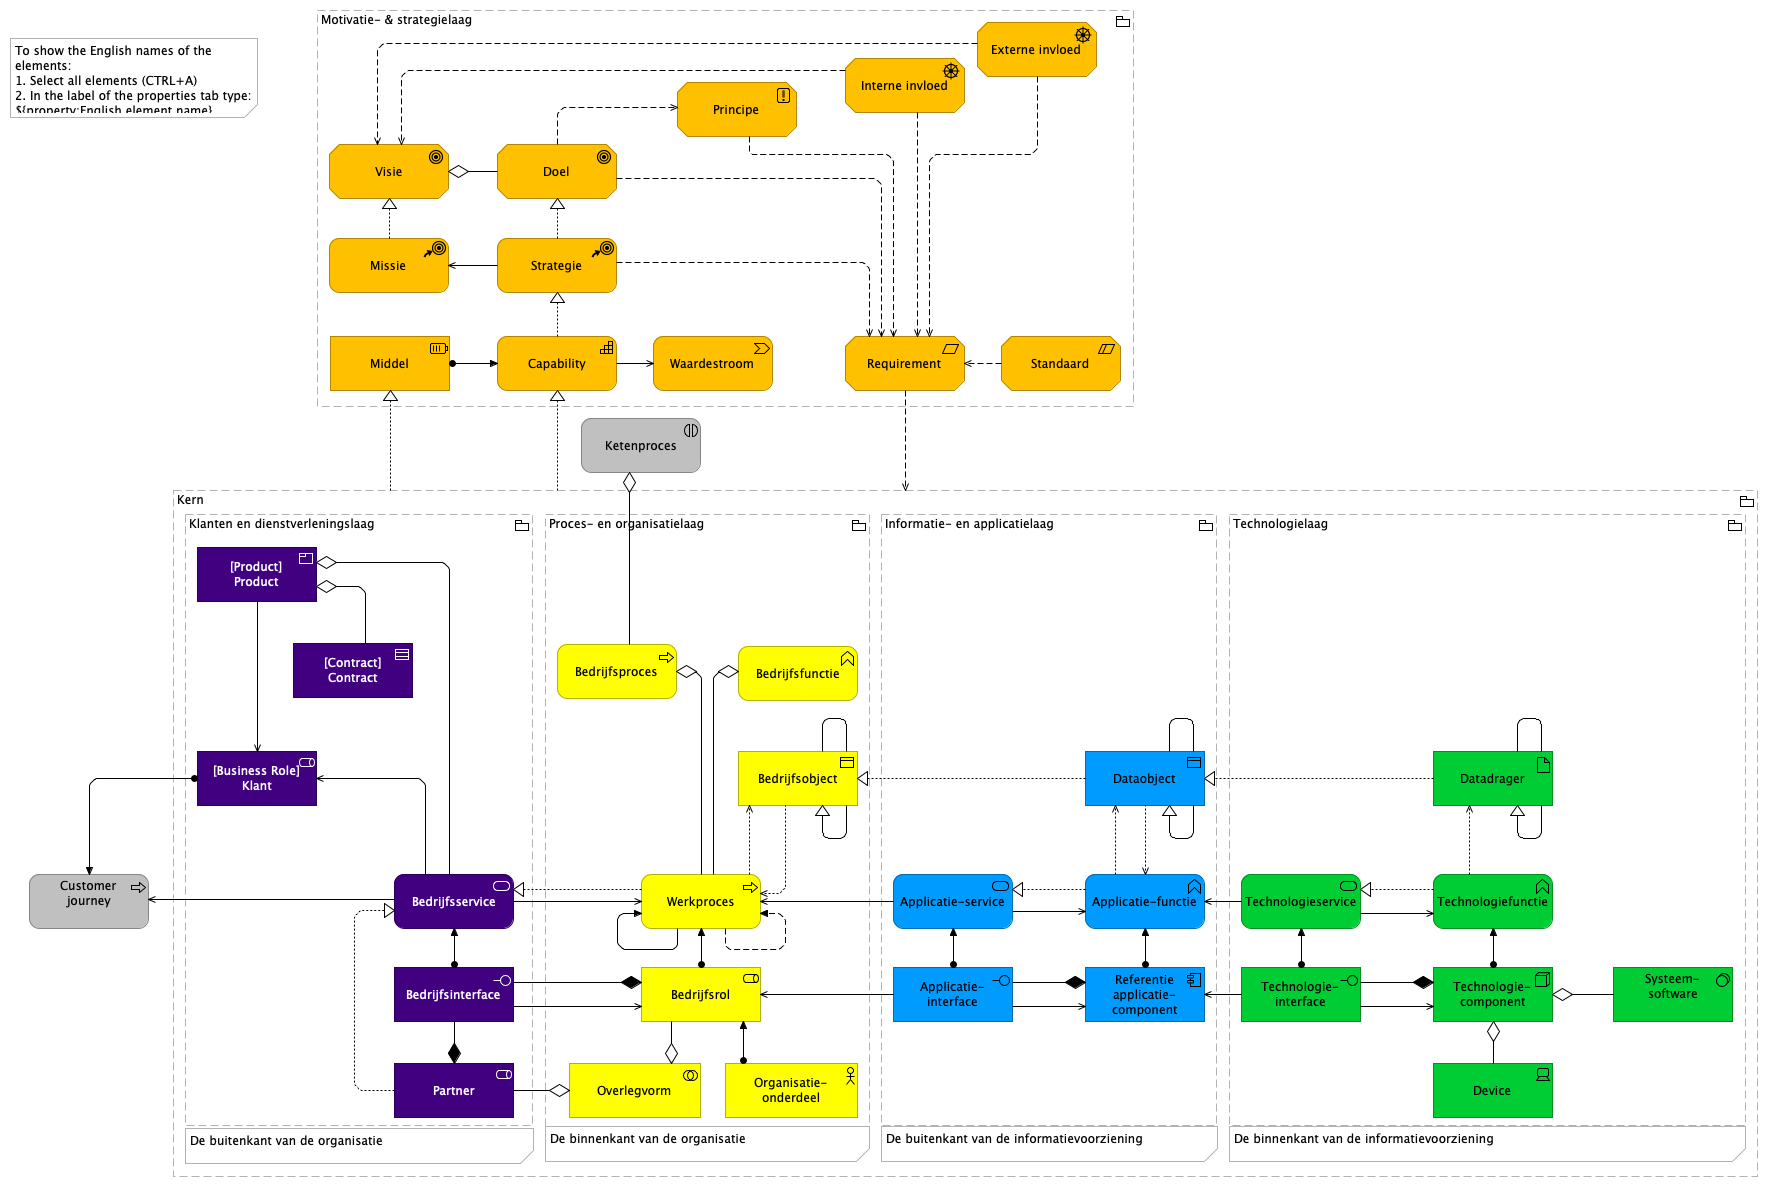 Motivatie- & strategielaag
To show the English names of the
elements:
1. Select all elements (CTRL+A)
2. In the label of the properties tab type:
${property:English element name}
Externe invloed
Interne invloed
Principe
Visie
Doel
Missie
Strategie
Middel
Capability
Waardestroom
Requirement
Standaard
Ketenproces
Kern
Klanten en dienstverleningslaag
Proces- en organisatielaag
Informatie- en applicatielaag
Technologielaag
[Product]
Product
[Contract]
Contract
Bedrijfsproces
Bedrijfsfunctie
[Business Role]
Klant
Bedrijfsobject
Dataobject
Datadrager
Customer
journey
Bedrijfsservice
Werkproces
Applicatie-service
Applicatie-functie
Technologieservice
Technologiefunctie
Bedrijfsinterface
Bedrijfsrol
Applicatie-
interface
Referentie
applicatie-
component
Technologie-
interface
Technologie-
component
Systeem-
software
Partner
Overlegvorm
Organisatie-
onderdeel
Device
De buitenkant van de organisatie
De binnenkant van de organisatie
De buitenkant van de informatievoorziening
De binnenkant van de informatievoorziening